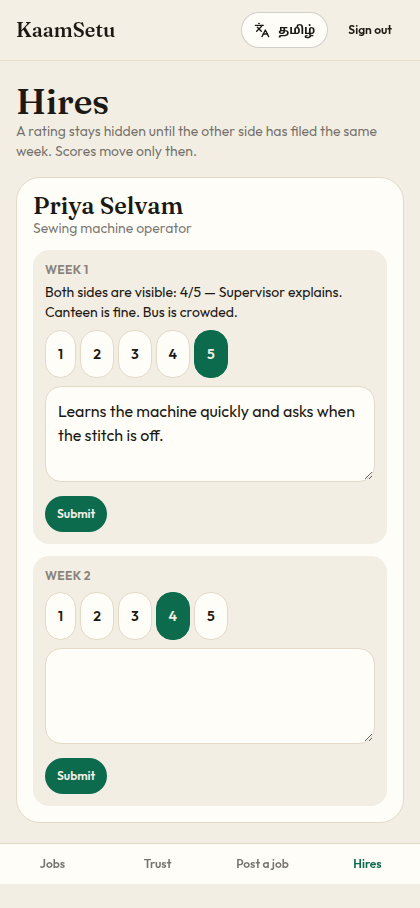 KaamSetu
தமிழ்
Sign out
Hires
A rating stays hidden until the other side has filed the same
week. Scores move only then.
Priya Selvam
Sewing machine operator
WEEK 1
Both sides are visible: 4/5 — Supervisor explains.
Canteen is fine. Bus is crowded.
1 2 3 4 5
Learns the machine quickly and asks when
the stitch is off.
Submit
WEEK 2
1 2 3 4 5
Submit
Jobs Trust Post a job Hires